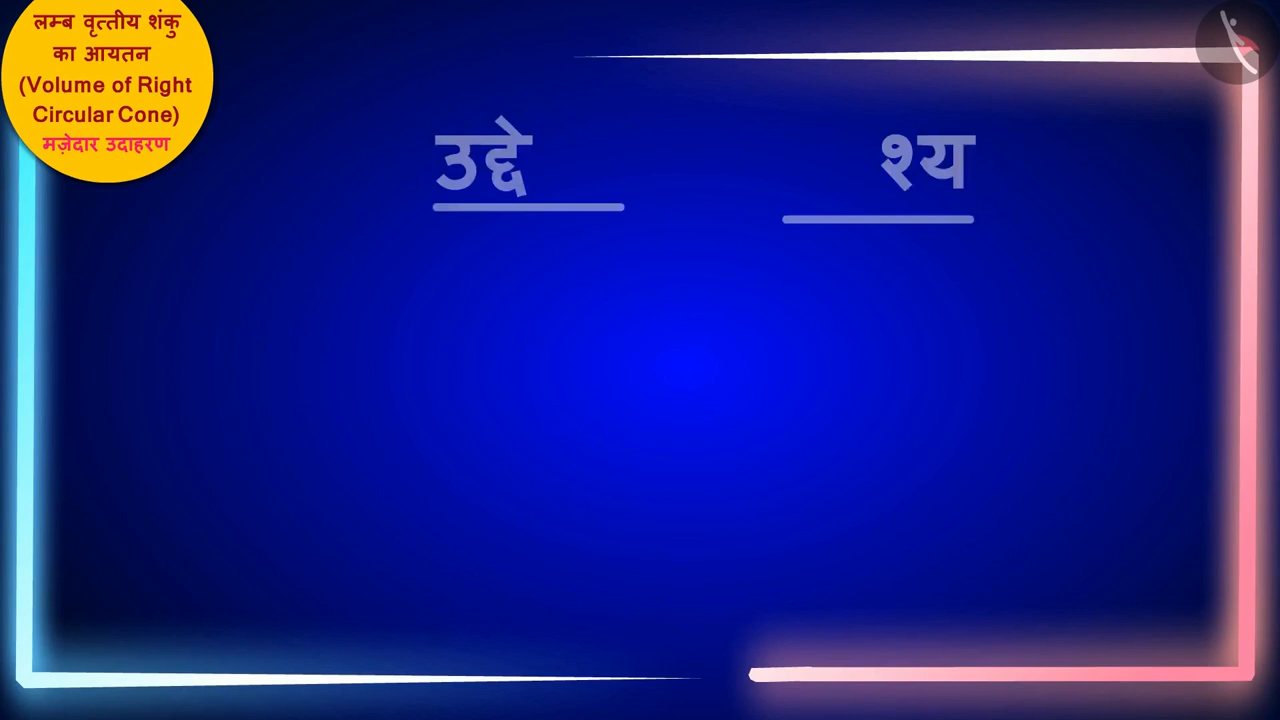 लम्ब वृत्तीय शंकु
का आयतन
(Volume of Right
Circular Cone)
मज़ेदार उदाहरण
उद्दे श्य